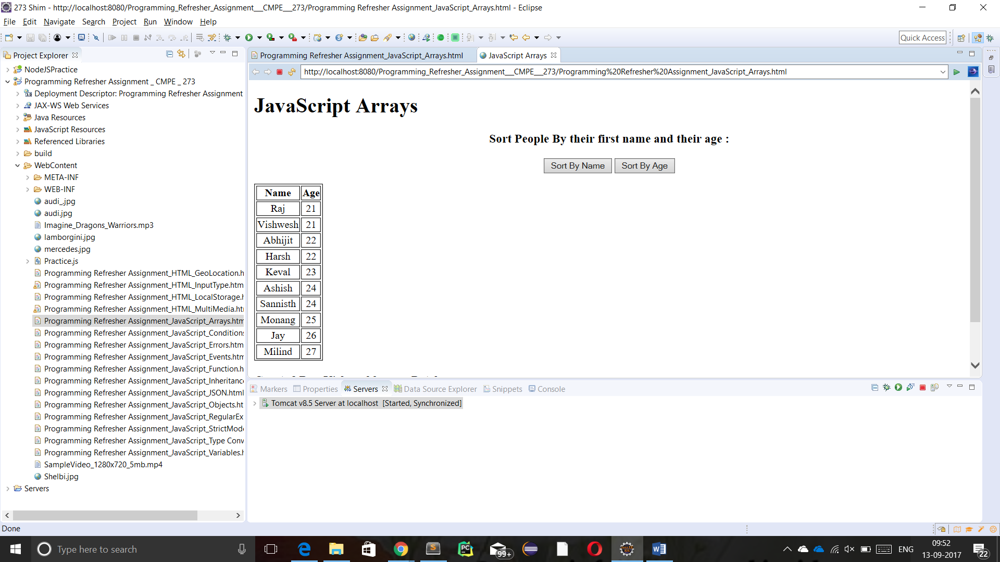 273 Shim - http://localhost:8080/Programming_Refresher_Assignment___CMPE___273/Programming Refresher Assignment_JavaScript_Arrays.html - Eclipse
File Edit Navigate Search Project Run Window Help
Quick Access
Project Explorer
NodeJSPractice
Programming Refresher Assignment _ CMPE _ 273
Deployment Descriptor: Programming Refresher Assignment
JAX-WS Web Services
Java Resources
JavaScript Resources
Referenced Libraries
build
WebContent
META-INF
WEB-INF
audi_.jpg
audi.jpg
Imagine_Dragons_Warriors.mp3
lamborgini.jpg
mercedes.jpg
Practice.js
Programming Refresher Assignment_HTML_GeoLocation.h
Programming Refresher Assignment_HTML_InputType.htm
Programming Refresher Assignment_HTML_LocalStorage.h
Programming Refresher Assignment_HTML_MultiMedia.htm
Programming Refresher Assignment_JavaScript_Arrays.htm
Programming Refresher Assignment_JavaScript_Conditions
Programming Refresher Assignment_JavaScript_Errors.htm
Programming Refresher Assignment_JavaScript_Events.htm
Programming Refresher Assignment_JavaScript_Function.h
Programming Refresher Assignment_JavaScript_Inheritance
Programming Refresher Assignment_JavaScript_JSON.html
Programming Refresher Assignment_JavaScript_Objects.ht
Programming Refresher Assignment_JavaScript_RegularEx
Programming Refresher Assignment_JavaScript_StrictMode
Programming Refresher Assignment_JavaScript_Type Conv
Programming Refresher Assignment_JavaScript_Variables.h
SampleVideo_1280x720_5mb.mp4
Shelbi.jpg
Servers
Programming Refresher Assignment_JavaScript_Arrays.html JavaScript Arrays
http://localhost:8080/Programming_Refresher_Assignment___CMPE___273/Programming%20Refresher%20Assignment_JavaScript_Arrays.html
JavaScript Arrays
Sort People By their first name and their age :
Sort By Name Sort By Age
Name Age
Raj 21
Vishwesh 21
Abhijit 22
Harsh 22
Keval 23
Ashish 24
Sannisth 24
Monang 25
Jay 26
Milind 27
Markers Properties Servers Data Source Explorer Snippets Console
Tomcat v8.5 Server at localhost [Started, Synchronized]
Done
Type here to search
99+
ENG
09:52
13-09-2017
22